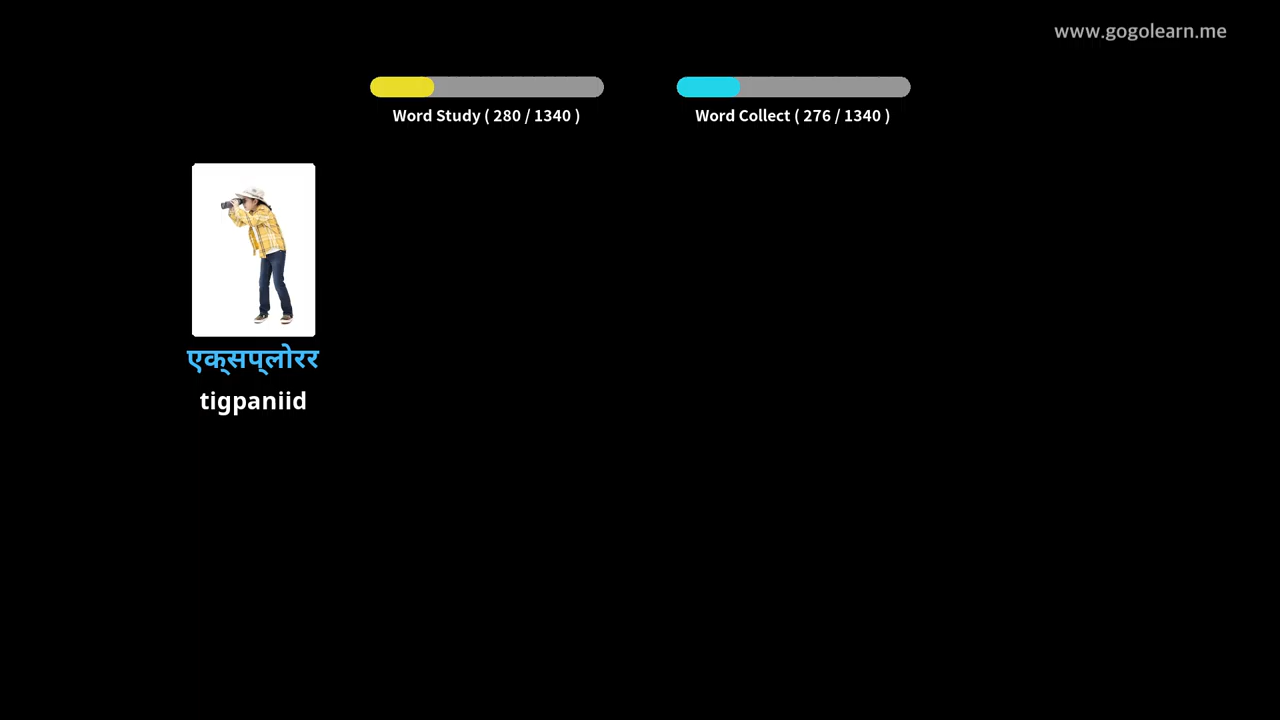 www.gogolearn.me
Word Study ( 280 / 1340 )
Word Collect ( 276 / 1340 )
एक्सप्लोरर
tigpaniid